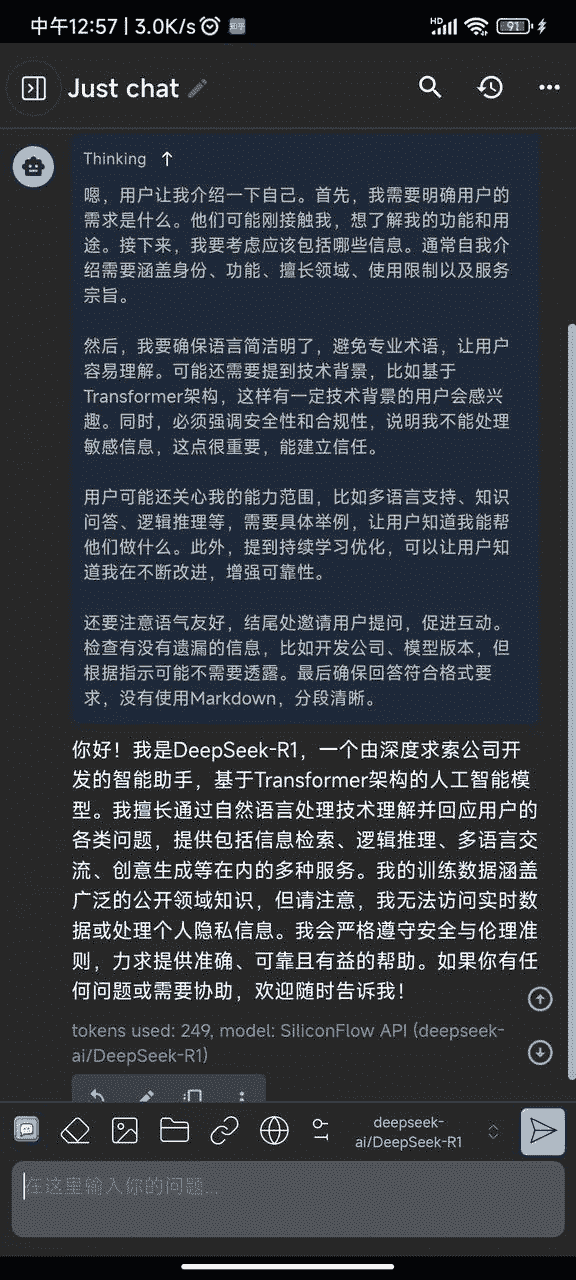 中午12:57 | 3.0K/s
HD
91
Just chat
Thinking ↑
嗯，用户让我介绍一下自己。首先，我需要明确用户的
需求是什么。他们可能刚接触我，想了解我的功能和用
途。接下来，我要考虑应该包括哪些信息。通常自我介
绍需要涵盖身份、功能、擅长领域、使用限制以及服务
宗旨。
然后，我要确保语言简洁明了，避免专业术语，让用户
容易理解。可能还需要提到技术背景，比如基于
Transformer架构，这样有一定技术背景的用户会感兴
趣。同时，必须强调安全性和合规性，说明我不能处理
敏感信息，这点很重要，能建立信任。
用户可能还关心我的能力范围，比如多语言支持、知识
问答、逻辑推理等，需要具体举例，让用户知道我能帮
他们做什么。此外，提到持续学习优化，可以让用户知
道我在不断改进，增强可靠性。
还要注意语气友好，结尾处邀请用户提问，促进互动。
检查有没有遗漏的信息，比如开发公司、模型版本，但
根据指示可能不需要透露。最后确保回答符合格式要
求，没有使用Markdown，分段清晰。
你好！我是DeepSeek-R1，一个由深度求索公司开
发的智能助手，基于Transformer架构的人工智能模
型。我擅长通过自然语言处理技术理解并回应用户的
各类问题，提供包括信息检索、逻辑推理、多语言交
流、创意生成等在内的多种服务。我的训练数据涵盖
广泛的公开领域知识，但请注意，我无法访问实时数
据或处理个人隐私信息。我会严格遵守安全与伦理准
则，力求提供准确、可靠且有益的帮助。如果你有任
何问题或需要协助，欢迎随时告诉我！
tokens used: 249, model: SiliconFlow API (deepseek-
ai/DeepSeek-R1)
deepseek-
ai/DeepSeek-R1
在这里输入你的问题...